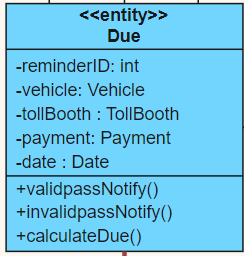 <<entity>>
Due
-reminderID: int
-vehicle: Vehicle
-tollBooth : TollBooth
-payment: Payment
-date : Date
+validpassNotify()
+invalidpassNotify()
+calculateDue()